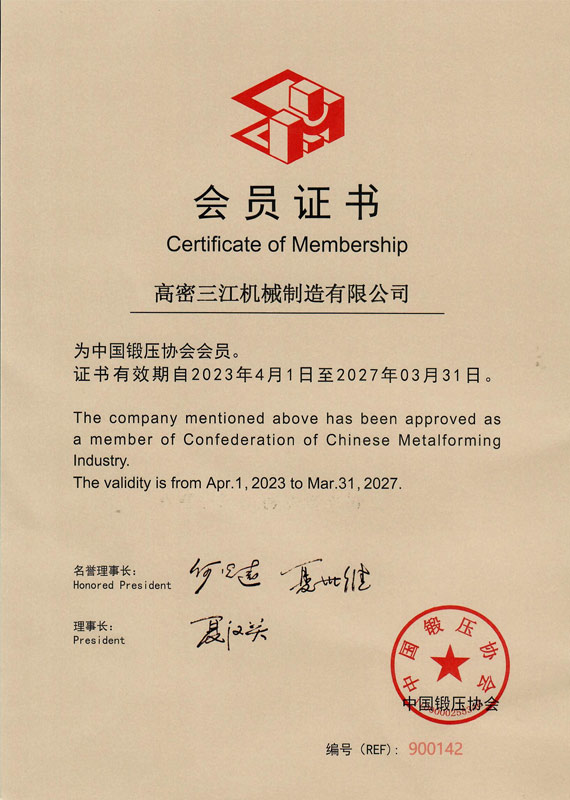 会员证书
Certificate of Membership
高密三江机械制造有限公司
为中国锻压协会会员。
证书有效期自2023年4月1日至2027年03月31日。
The company mentioned above has been approved as
a member of Confederation of Chinese Metalforming
Industry.
The validity is from Apr.1, 2023 to Mar.31, 2027.
名誉理事长:
Honored President
理事长:
President
中国锻压协会
中国锻压协会
编号（REF）: 900142